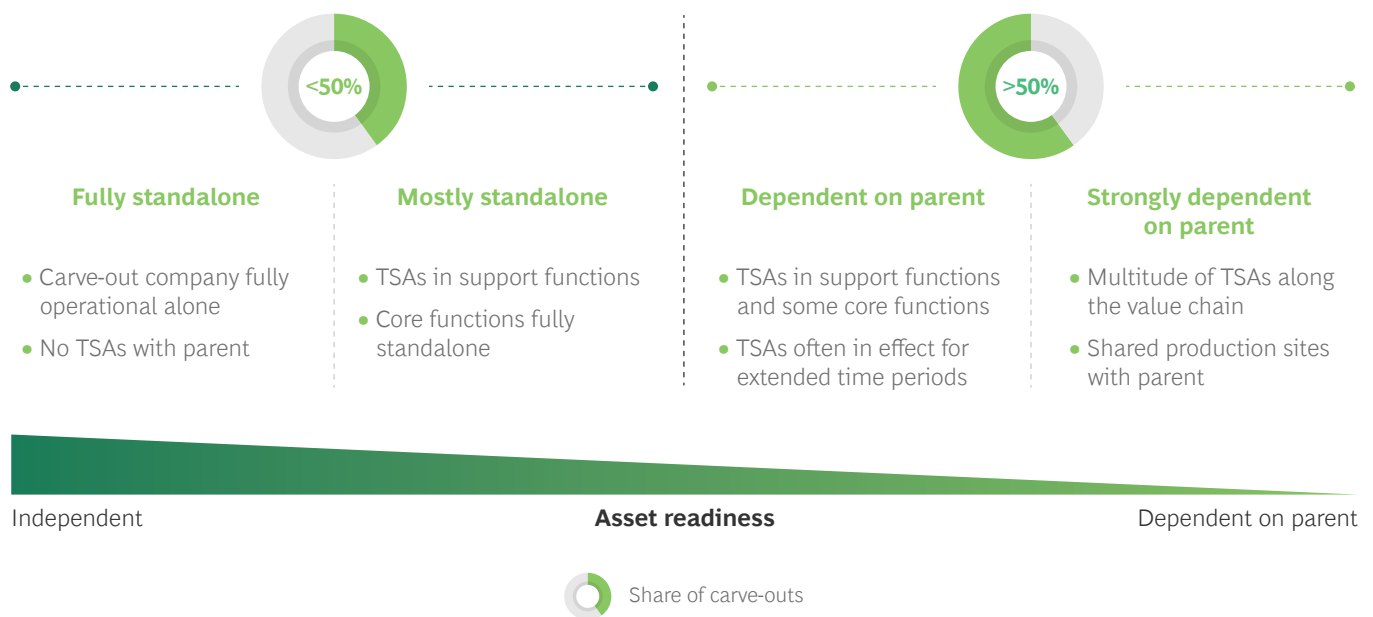 <50%
>50%
Fully standalone
• Carve-out company fully
operational alone
• No TSAs with parent
Mostly standalone
• TSAs in support functions
• Core functions fully
standalone
Dependent on parent
• TSAs in support functions
and some core functions
• TSAs often in effect for
extended time periods
Strongly dependent
on parent
• Multitude of TSAs along
the value chain
• Shared production sites
with parent
Independent
Asset readiness
Dependent on parent
Share of carve-outs